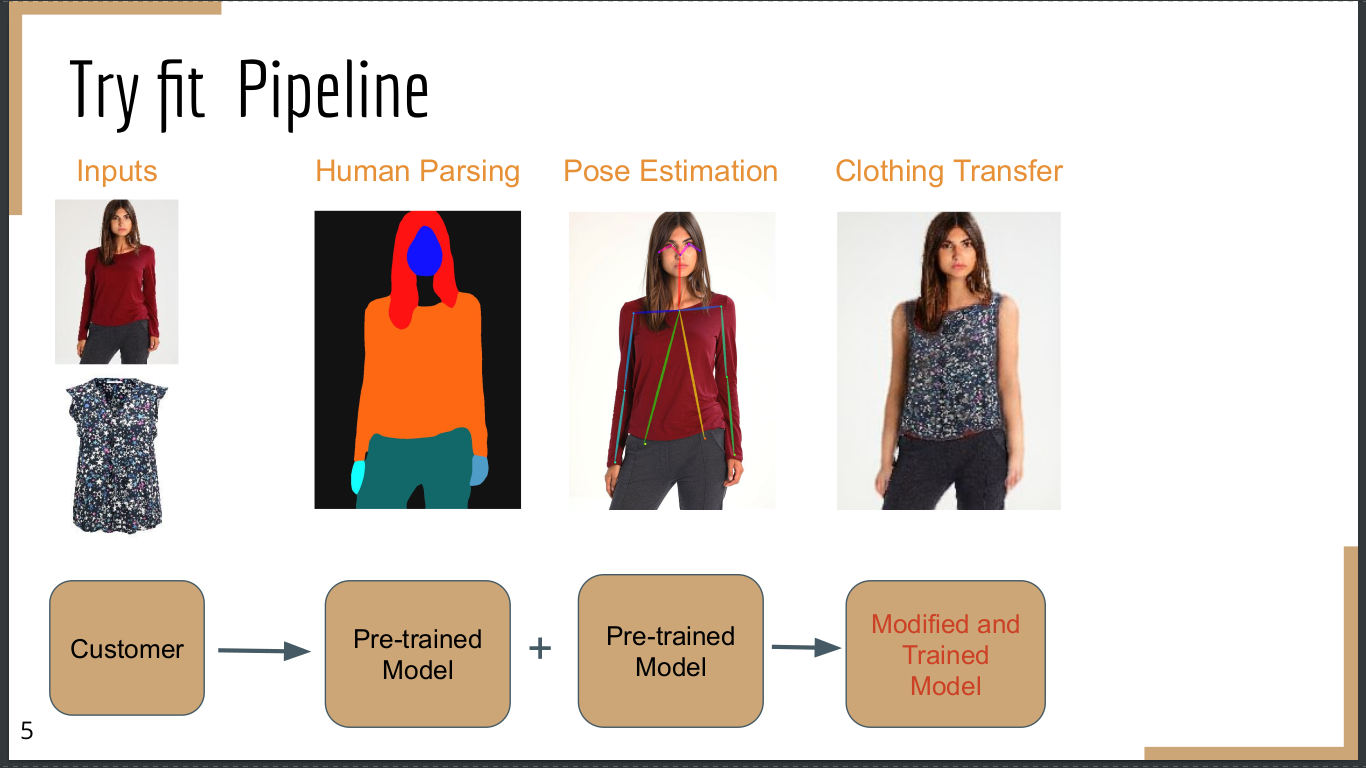 Try fit Pipeline
Inputs
Human Parsing
Pose Estimation
Clothing Transfer
Customer
Pre-trained
Model
+
Pre-trained
Model
Modified and
Trained
Model
5